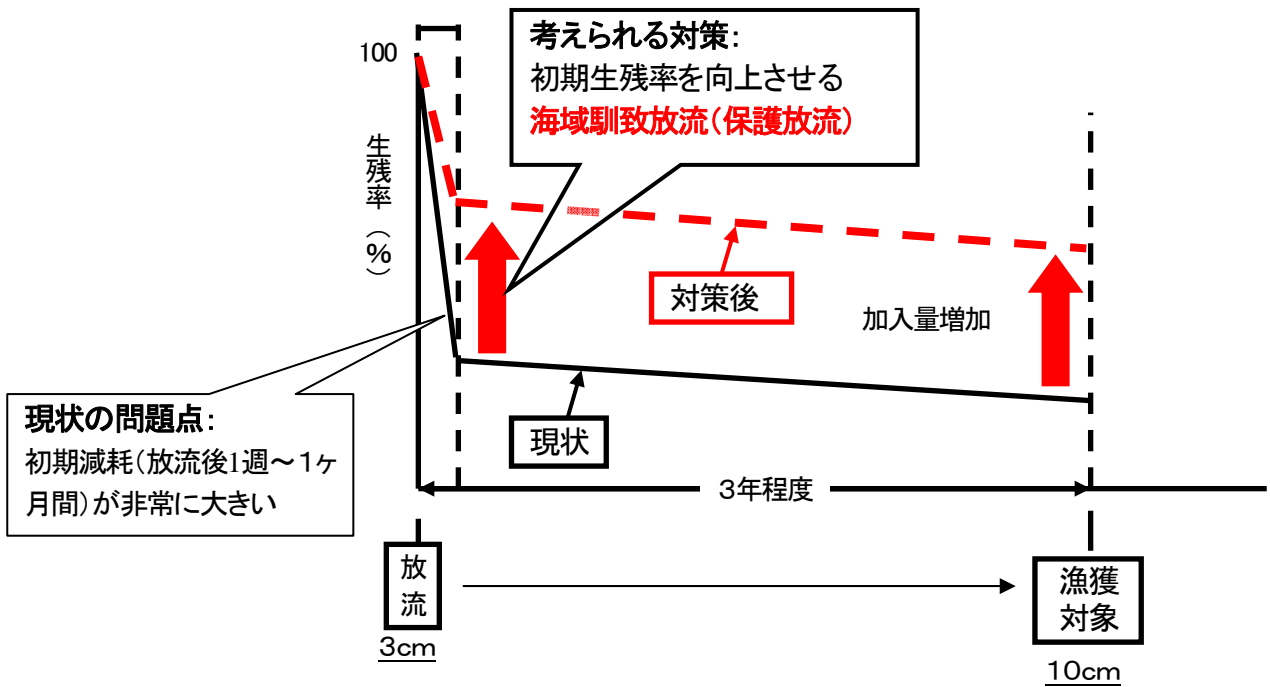 考えられる対策：
初期生残率を向上させる
海域馴致放流（保護放流）
100
生残率（%）
対策後
加入量増加
現状の問題点：
初期減耗（放流後1週～1ヶ
月間）が非常に大きい
現状
3年程度
放
流
3cm
漁獲
対象
10cm